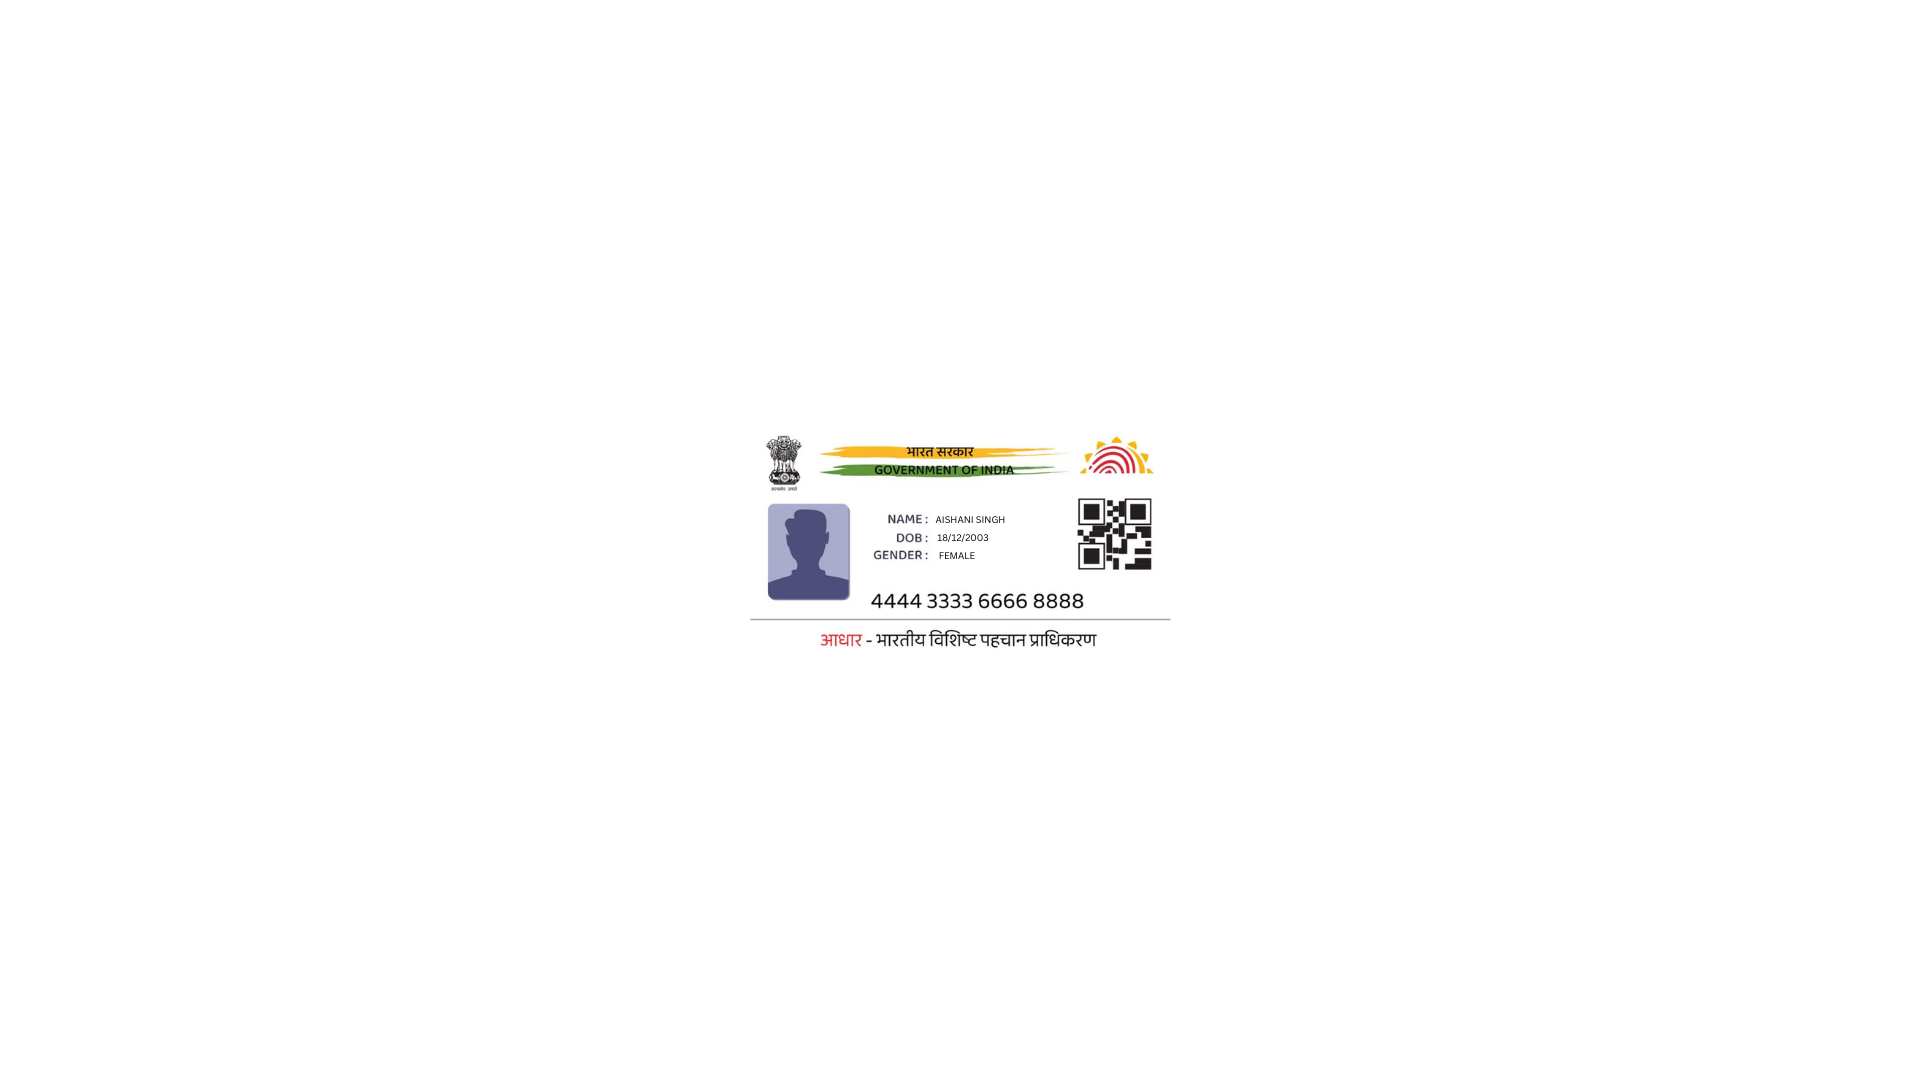 भारत सरकार
GOVERNMENT OF INDIA
NAME : AISHANI SINGH
DOB : 18/12/2003
GENDER : FEMALE
4444 3333 6666 8888
आधार - भारतीय विशिष्ट पहचान प्राधिकरण